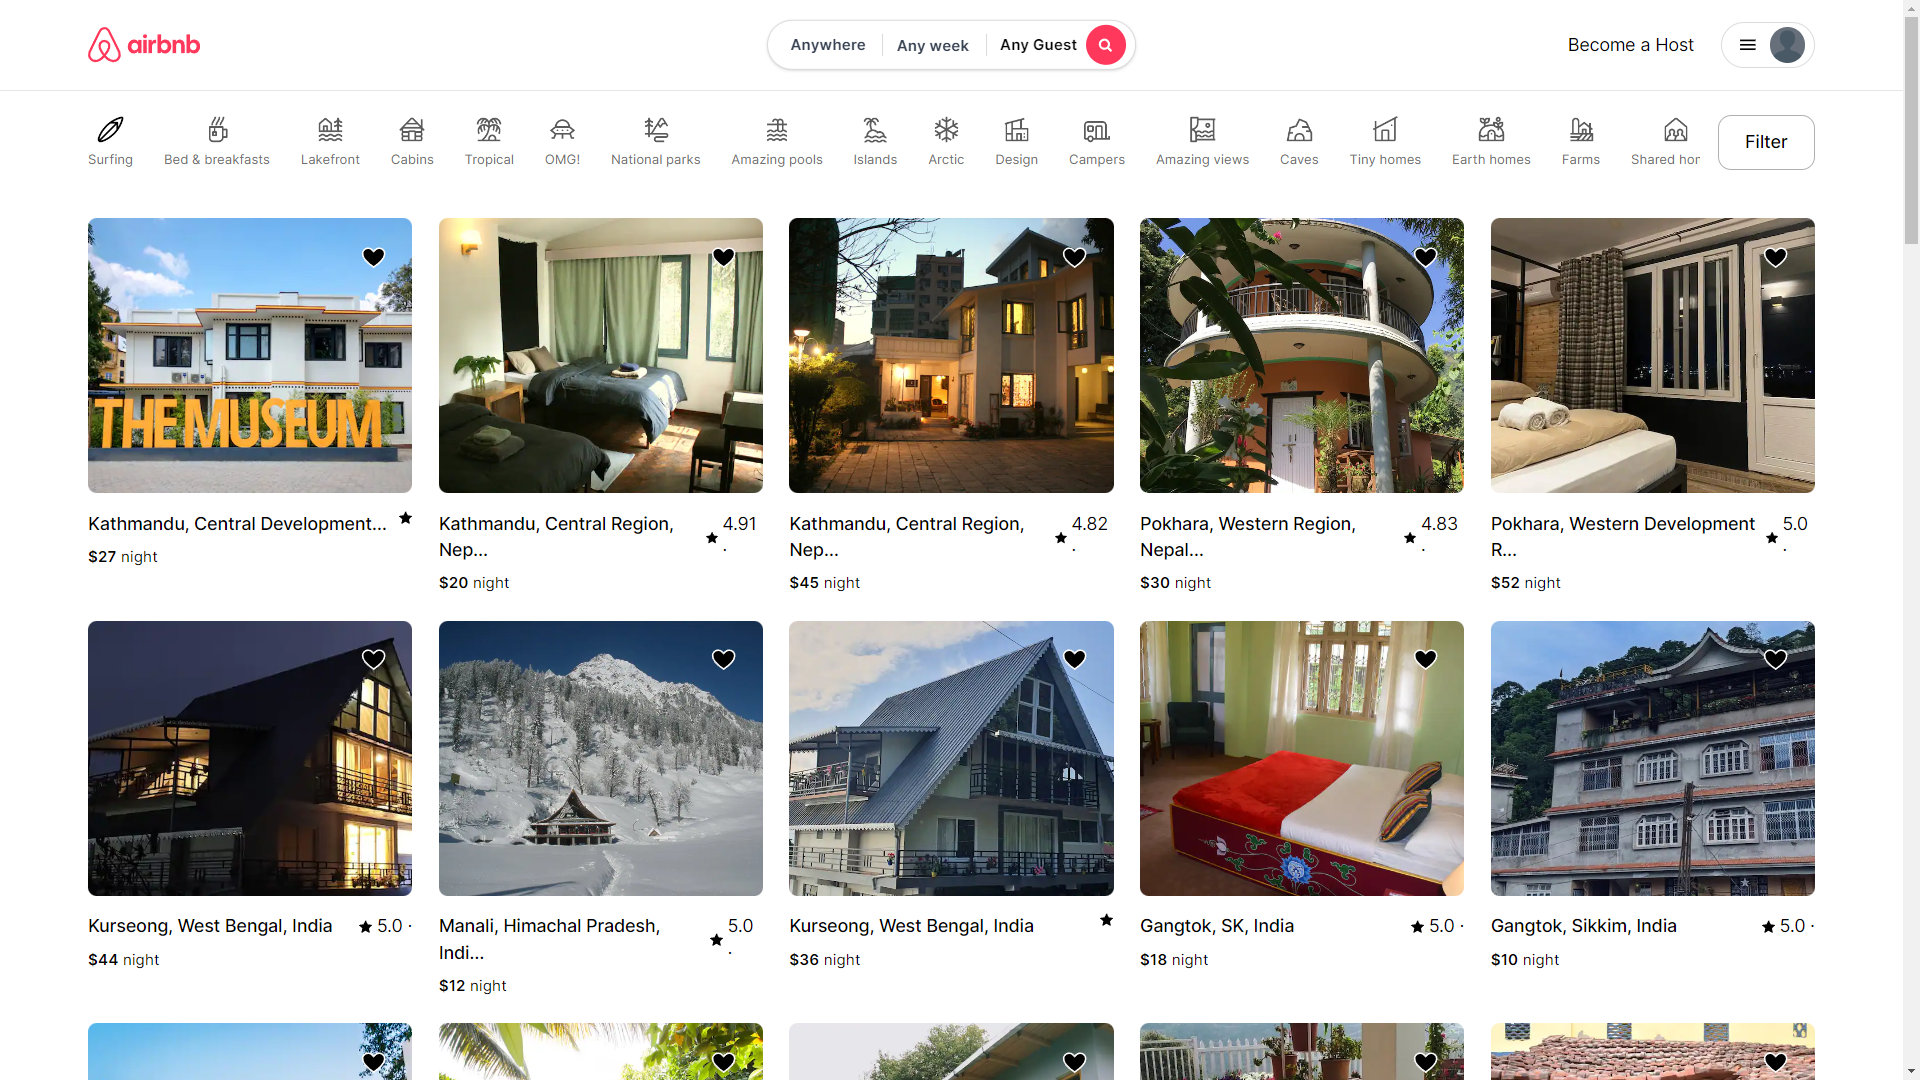 airbnb
Anywhere
Any week
Any Guest
Become a Host
Surfing
Bed & breakfasts
Lakefront
Cabins
Tropical
OMG!
National parks
Amazing pools
Islands
Arctic
Design
Campers
Amazing views
Caves
Tiny homes
Earth homes
Farms
Shared hor
Filter
THE MUSEUM
Kathmandu, Central Development...
$27 night
Kathmandu, Central Region,
Nep...
4.91
·
$20 night
Kathmandu, Central Region,
Nep...
4.82
·
$45 night
Pokhara, Western Region,
Nepal...
4.83
·
$30 night
Pokhara, Western Development
R...
5.0
·
$52 night
Kurseong, West Bengal, India
5.0 ·
$44 night
Manali, Himachal Pradesh,
Indi...
5.0
·
$12 night
Kurseong, West Bengal, India
$36 night
Gangtok, SK, India
5.0 ·
$18 night
Gangtok, Sikkim, India
5.0 ·
$10 night